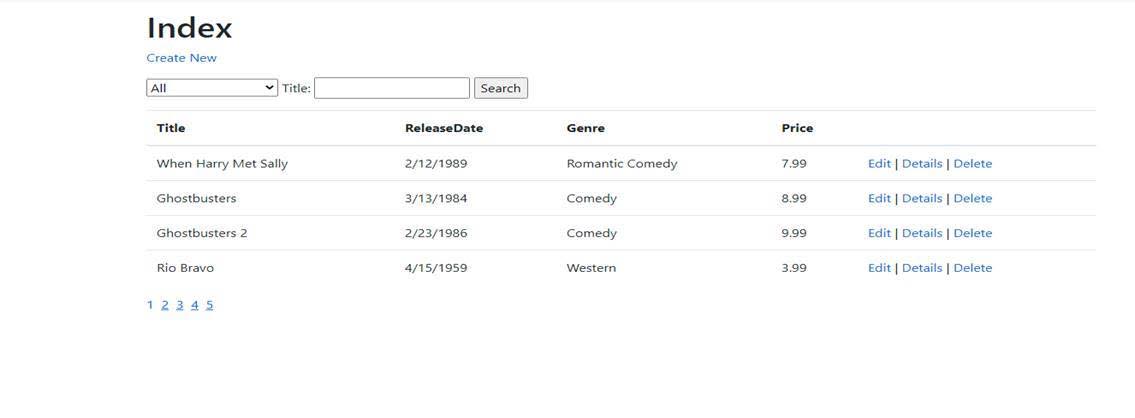 Index
Create New
All Title: Search
Title ReleaseDate Genre Price
When Harry Met Sally 2/12/1989 Romantic Comedy 7.99 Edit | Details | Delete
Ghostbusters 3/13/1984 Comedy 8.99 Edit | Details | Delete
Ghostbusters 2 2/23/1986 Comedy 9.99 Edit | Details | Delete
Rio Bravo 4/15/1959 Western 3.99 Edit | Details | Delete
1 2 3 4 5